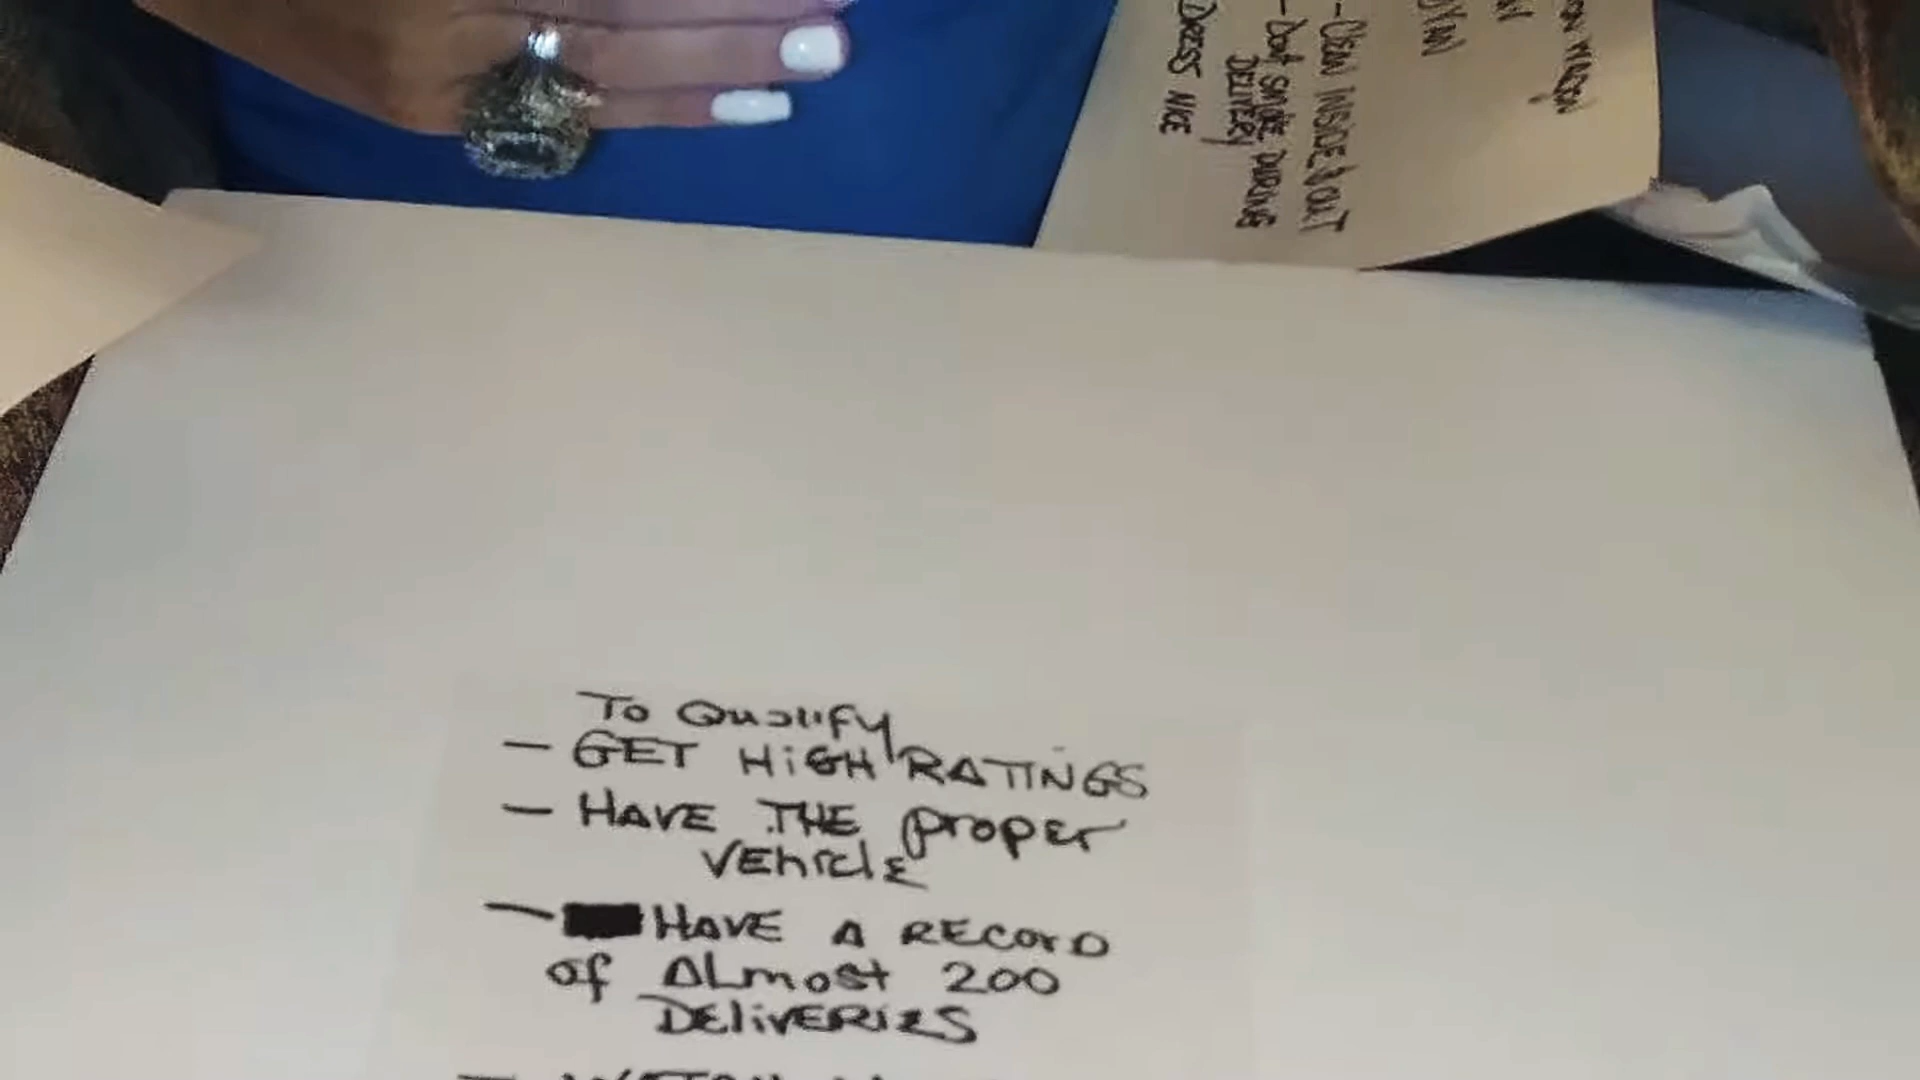 To Qualify
- GET HIGH RATINGS
- HAVE THE proper
VEhicle
- HAVE A RECORD
of ALmost 200
DELIVERIES
- CLEAN INSIDE & OUT
- Dont smoke DURING
DELIVERY
DRESS NICE